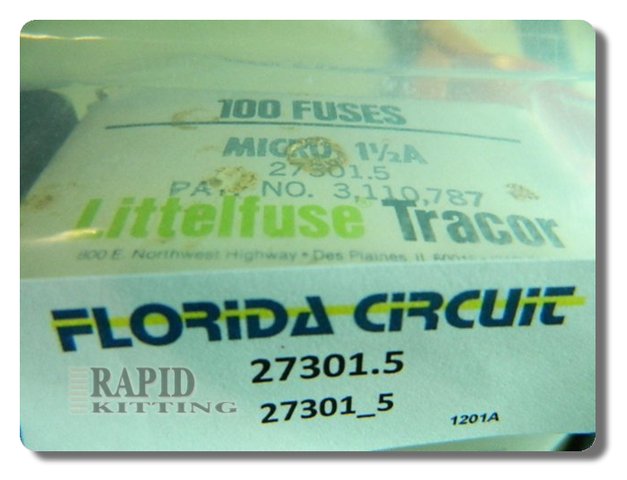 100 FUSES
MICRO 1½A
27301.5
PAT. NO. 3,110,787
Littelfuse Tracor
800 E. Northwest Highway • Des Plaines, IL
FLORIDA CIRCUIT
27301.5
RAPID
KITTING
27301_5
1201A